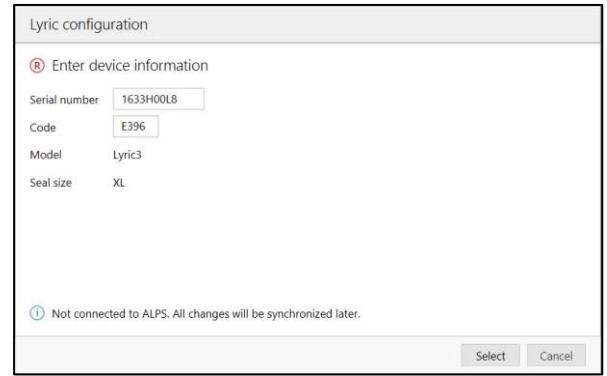 Lyric configuration
R Enter device information
Serial number 1633H00L8
Code E396
Model Lyric3
Seal size XL
i Not connected to ALPS. All changes will be synchronized later.
Select Cancel